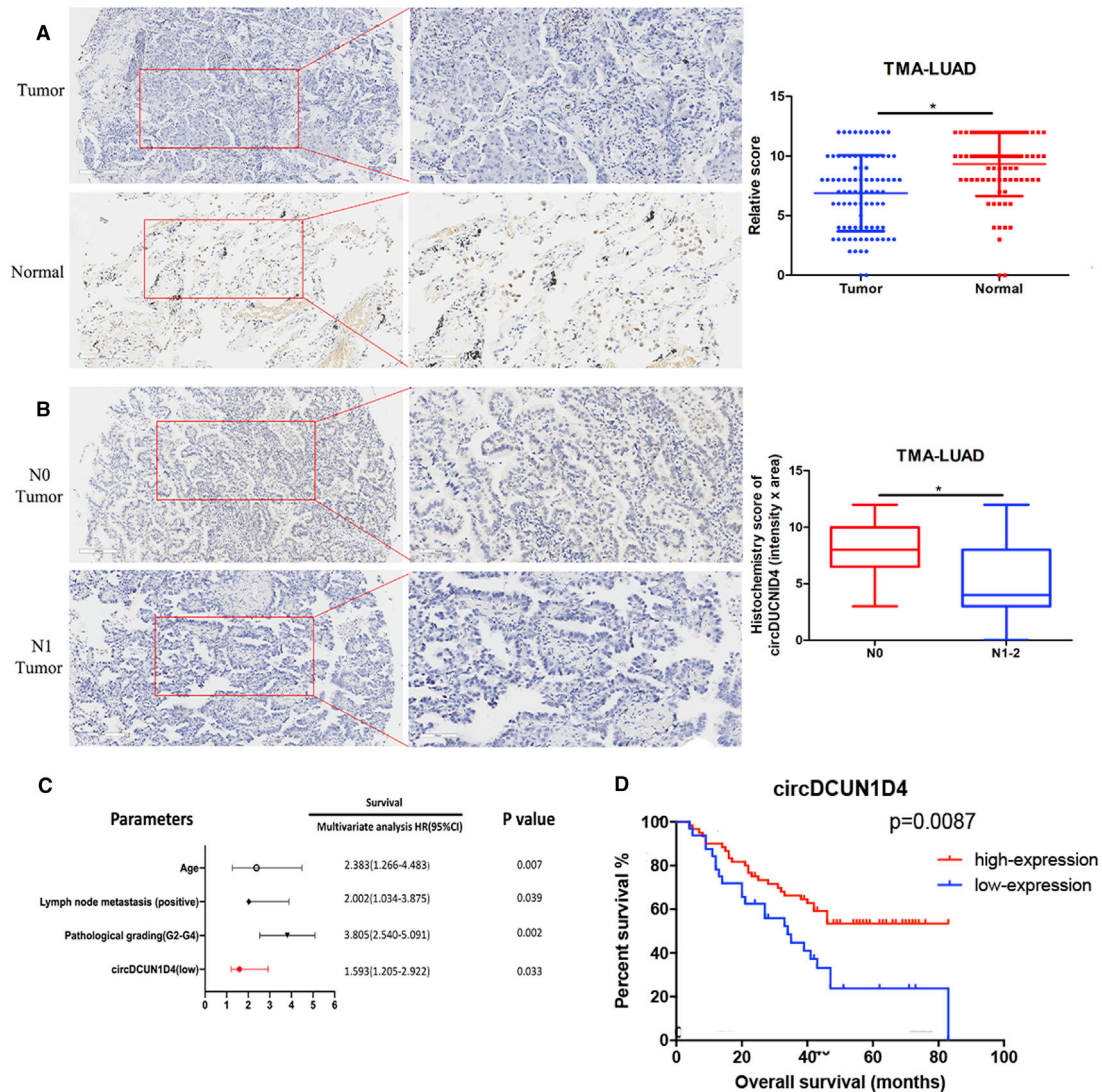 A
Tumor
Normal
TMA-LUAD
*
Relative score
15
10
5
0
Tumor
Normal
B
N0
Tumor
N1
Tumor
TMA-LUAD
*
Histochemistry score of
circDUCNID4 (intensity x area)
15
10
5
0
N0
N1-2
C
Parameters
Survival
Multivariate analysis HR(95%CI)
P value
Age
2.383(1.266-4.483)
0.007
Lymph node metastasis (positive)
2.002(1.034-3.875)
0.039
Pathological grading(G2-G4)
3.805(2.540-5.091)
0.002
circDCUN1D4(low)
1.593(1.205-2.922)
0.033
0 1 2 3 4 5 6
D
circDCUN1D4
p=0.0087
high-expression
low-expression
Percent survival %
100
80
60
40
20
0
0 20 40 60 80 100
Overall survival (months)